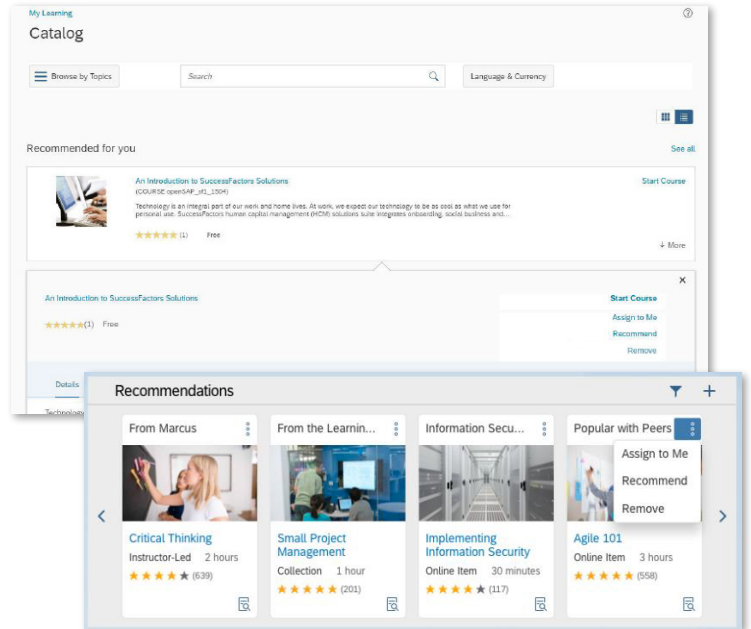 My Learning
Catalog
Browse by Topics
Search
Language & Currency
Recommended for you
See all
An Introduction to SuccessFactors Solutions
Start Course
(COURSE openSAP_sf1_1504)
Technology is an integral part of our work and home lives. At work, we expect our technology to be as cool as what we use for
personal use. SuccessFactors human capital management (HCM) solutions suite integrates onboarding, social business and...
(1) Free
More
An Introduction to SuccessFactors Solutions
Start Course
(1) Free
Assign to Me
Recommend
Remove
Details
Technology
Recommendations
From Marcus
From the Learnin...
Information Secu...
Popular with Peers
Assign to Me
Recommend
Remove
Critical Thinking
Instructor-Led 2 hours
(639)
Small Project
Management
Collection 1 hour
(201)
Implementing
Information Security
Online Item 30 minutes
(117)
Agile 101
Online Item 3 hours
(558)